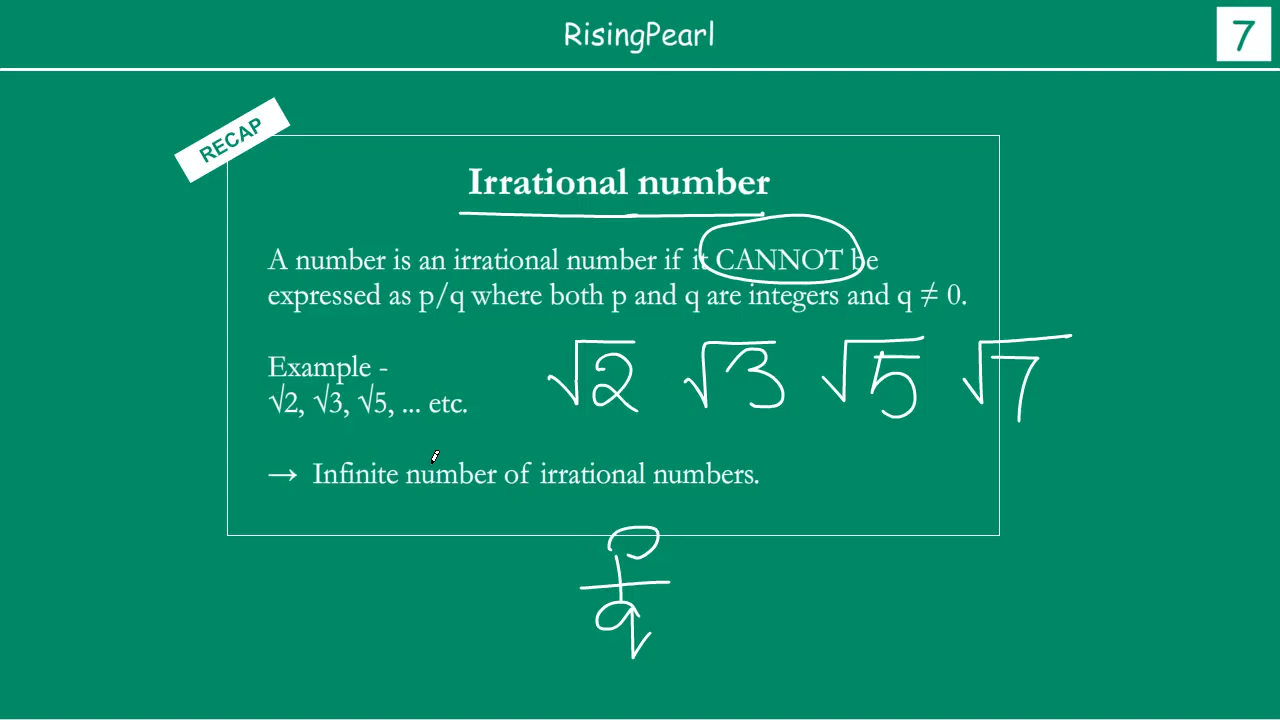 RisingPearl
7
RECAP
Irrational number
A number is an irrational number if it CANNOT be
expressed as p/q where both p and q are integers and q ≠ 0.
Example -
√2, √3, √5, ... etc.
√2 √3 √5 √7
→ Infinite number of irrational numbers.
p
q